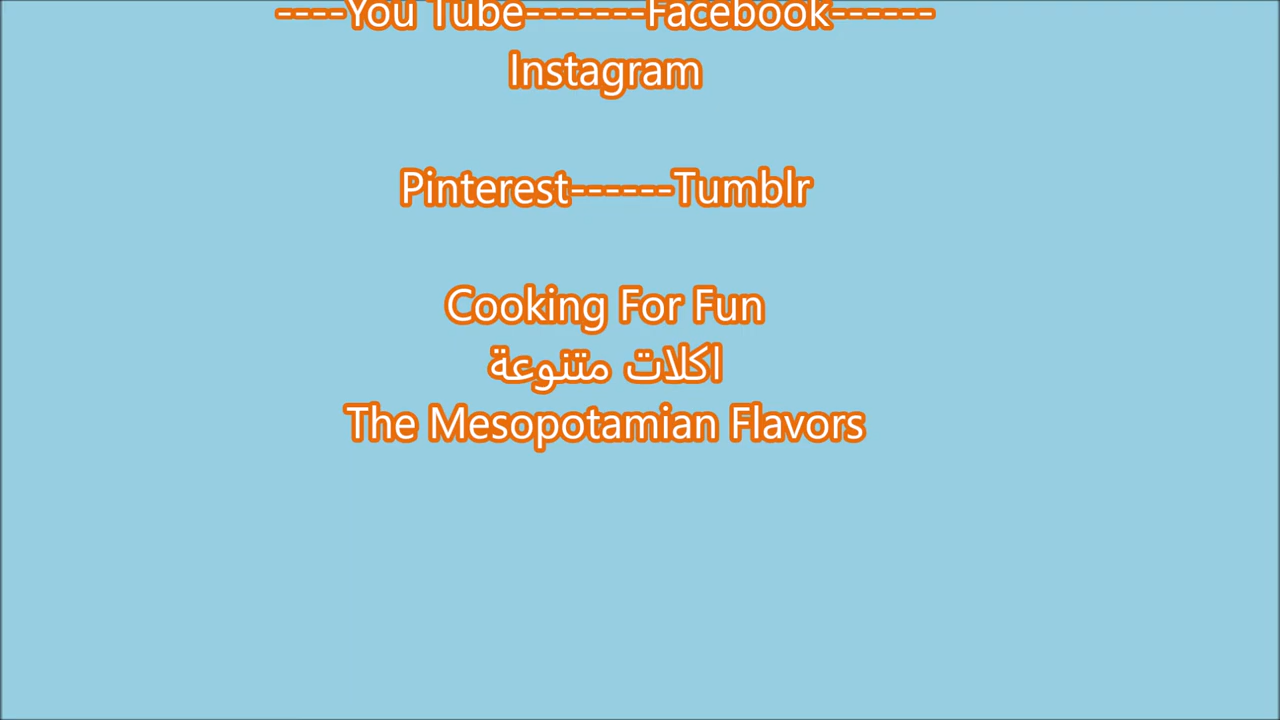 ----You Tube-------Facebook------
Instagram
Pinterest------Tumblr
Cooking For Fun
اكلات متنوعة
The Mesopotamian Flavors